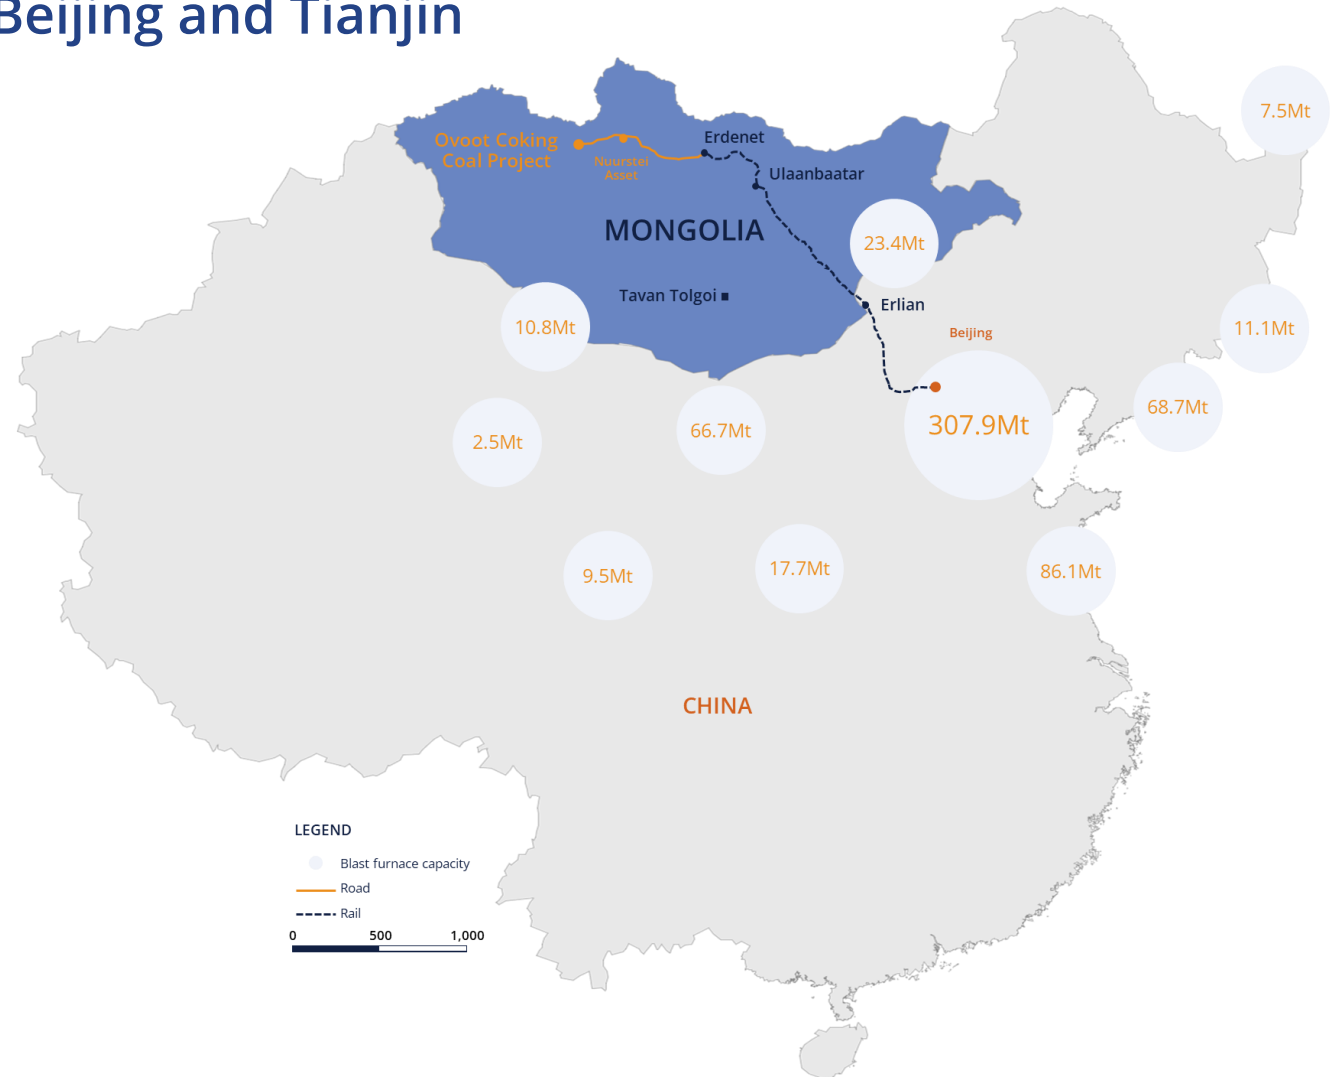 Beijing and Tianjin
7.5Mt
Erdenet
Ovoot Coking
Coal Project
Nuurstei
Asset
Ulaanbaatar
MONGOLIA
23.4Mt
Tavan Tolgoi
Erlian
10.8Mt
Beijing
11.1Mt
68.7Mt
307.9Mt
66.7Mt
2.5Mt
17.7Mt
86.1Mt
9.5Mt
CHINA
LEGEND
Blast furnace capacity
Road
Rail
0 500 1,000